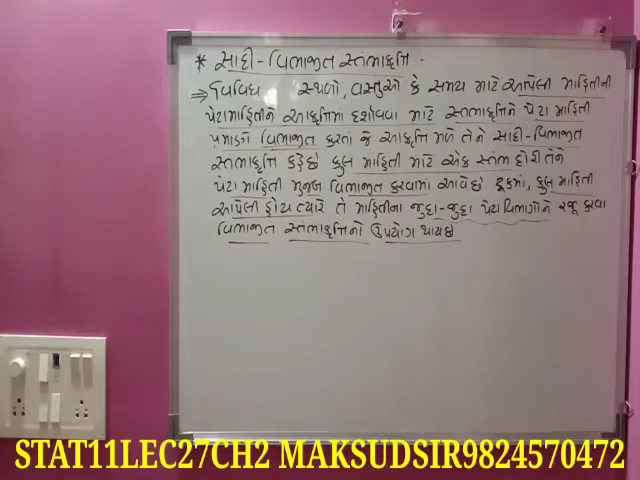 * સાદી - વિભાજીત સ્તંભાકૃતિ :-
⇒ વિવિધ સ્થળો, વસ્તુઓ કે સમય માટે આપેલી માહિતીની
પેટામાહિતીને આકૃતિમાં દર્શાવવા માટે સ્તંભાકૃતિને પેટા માહિતી
પ્રમાણે વિભાજીત કરતાં જે આકૃતિ મળે તેને સાદી-વિભાજીત
સ્તંભાકૃતિ કહે છે કુલ માહિતી માટે એક સ્તંભ દોરી તેને
પેટા માહિતી મુજબ વિભાજીત કરવામાં આવે છે ટૂકમાં, કુલ માહિતી
આપેલી હોય ત્યારે તે માહિતીના જુદા-જુદા પેટા વિભાગોને રજૂ કરવા
વિભાજીત સ્તંભાકૃતિનો ઉપયોગ થાય છે
STAT11LEC27CH2 MAKSUDSIR9824570472